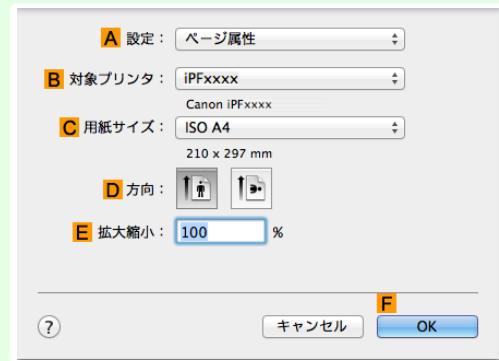 A 設定： ページ属性
B 対象プリンタ： iPFxxxx
Canon iPFxxxx
C 用紙サイズ： ISO A4
210 x 297 mm
D 方向：
E 拡大縮小： 100 %
F
? キャンセル OK